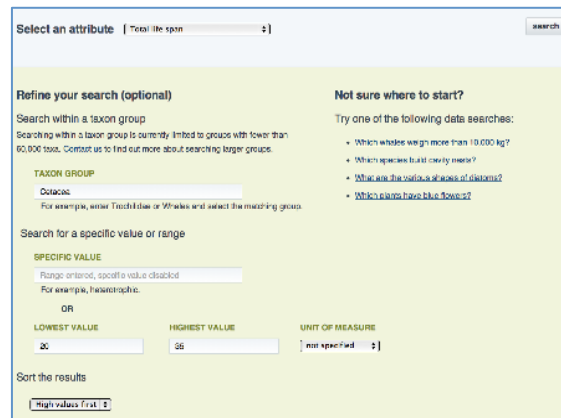 Select an attribute Total life span search
Refine your search (optional)
Search within a taxon group
Searching within a taxon group is currently limited to groups with fewer than
60,000 taxa. Contact us to find out more about searching larger groups.
TAXON GROUP
Cetacea
For example, enter Trochilidae or Whales and select the matching group.
Search for a specific value or range
SPECIFIC VALUE
Range entered, specific value disabled
For example, heterotrophic.
OR
LOWEST VALUE HIGHEST VALUE UNIT OF MEASURE
20 35 not specified
Sort the results
High values first
Not sure where to start?
Try one of the following data searches:
• Which whales weigh more than 10,000 kg?
• Which species build cavity nests?
• What are the various shapes of diatoms?
• Which plants have blue flowers?